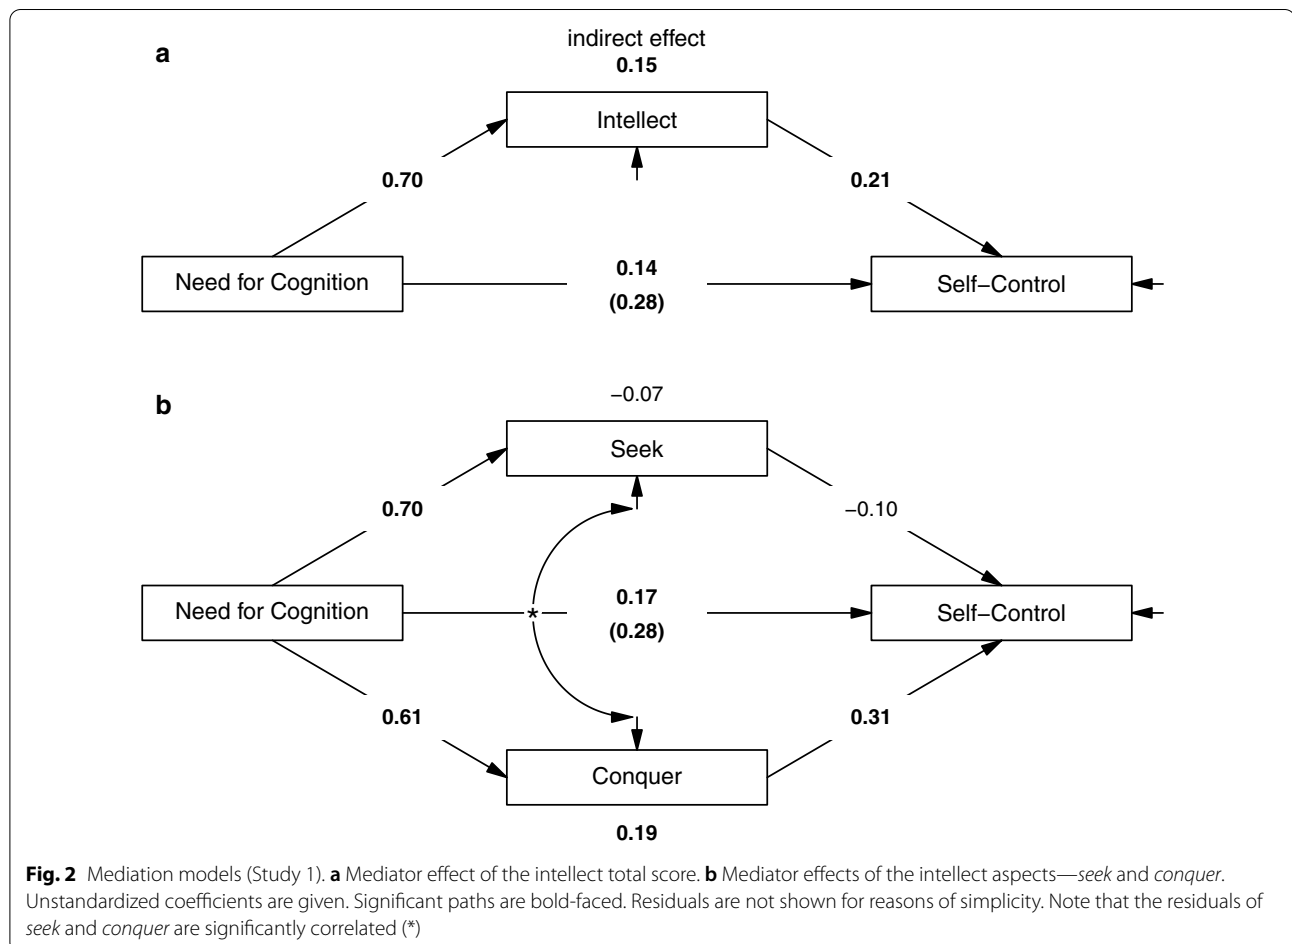 a
indirect effect
0.15
Intellect
0.70
0.21
Need for Cognition
0.14
(0.28)
Self−Control
b
−0.07
Seek
0.70
−0.10
Need for Cognition
*
0.17
(0.28)
Self−Control
0.61
0.31
Conquer
0.19
Fig. 2 Mediation models (Study 1). a Mediator effect of the intellect total score. b Mediator effects of the intellect aspects—seek and conquer.
Unstandardized coefficients are given. Significant paths are bold-faced. Residuals are not shown for reasons of simplicity. Note that the residuals of
seek and conquer are significantly correlated (*)